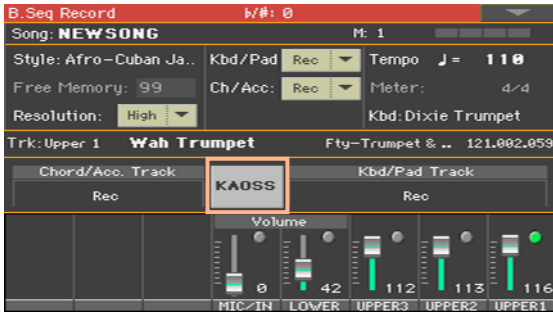 B.Seq Record ♭/#: 0
Song: NEWSONG M: 1
Style: Afro-Cuban Ja.. Kbd/Pad Rec Tempo ♩= 110
Free Memory: 99 Ch/Acc: Rec Meter: 4/4
Resolution: High Kbd:Dixie Trumpet
Trk:Upper 1 Wah Trumpet Fty-Trumpet & .. 121.002.059
Chord/Acc. Track KAOSS Kbd/Pad Track
Rec Rec
Volume
0 42 112 113 116
MIC/IN LOWER UPPER3 UPPER2 UPPER1